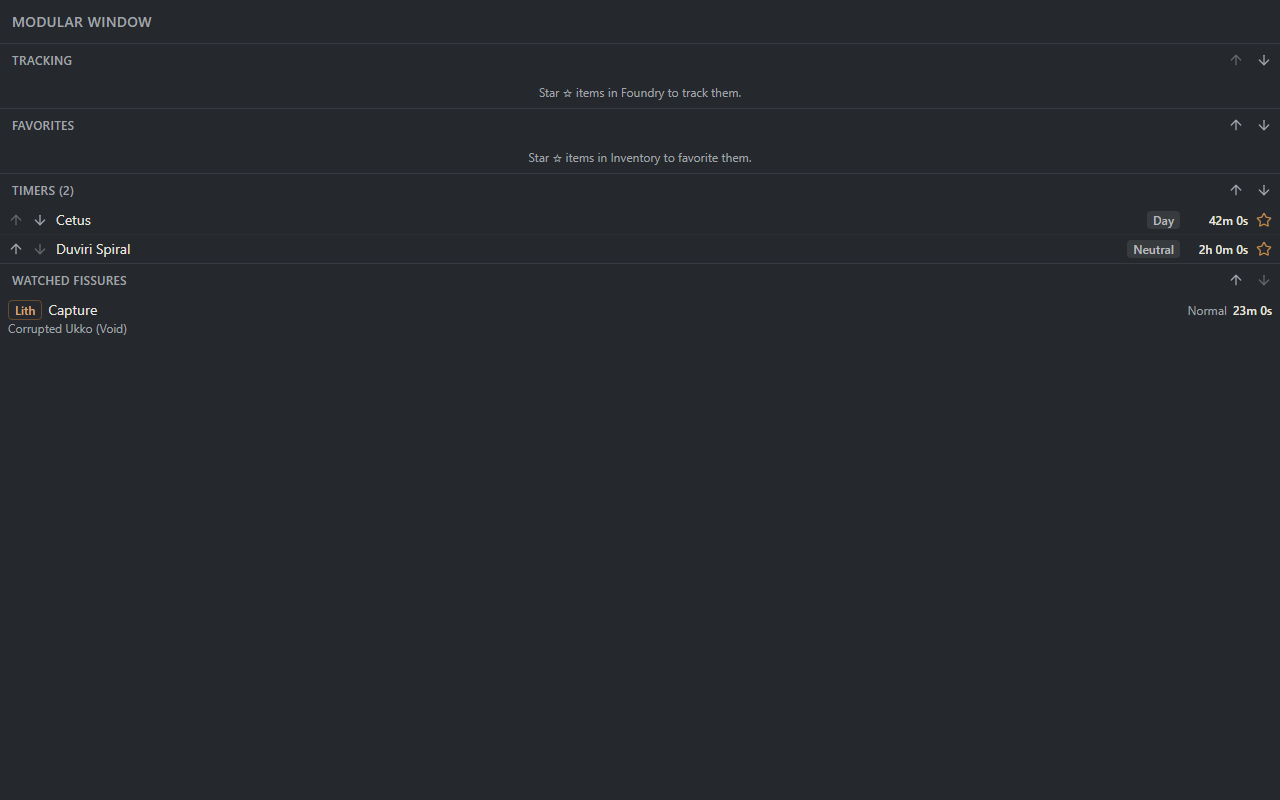 MODULAR WINDOW
TRACKING
Star ☆ items in Foundry to track them.
FAVORITES
Star ☆ items in Inventory to favorite them.
TIMERS (2)
Cetus Day 42m 0s
Duviri Spiral Neutral 2h 0m 0s
WATCHED FISSURES
Lith Capture Normal 23m 0s
Corrupted Ukko (Void)